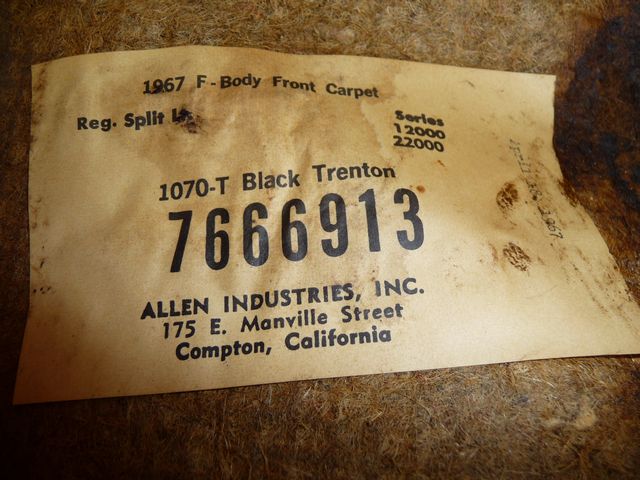 1967 F-Body Front Carpet
Reg. Split
Series
12000
22000
1070-T Black Trenton
7666913
ALLEN INDUSTRIES, INC.
175 E. Manville Street
Compton, California